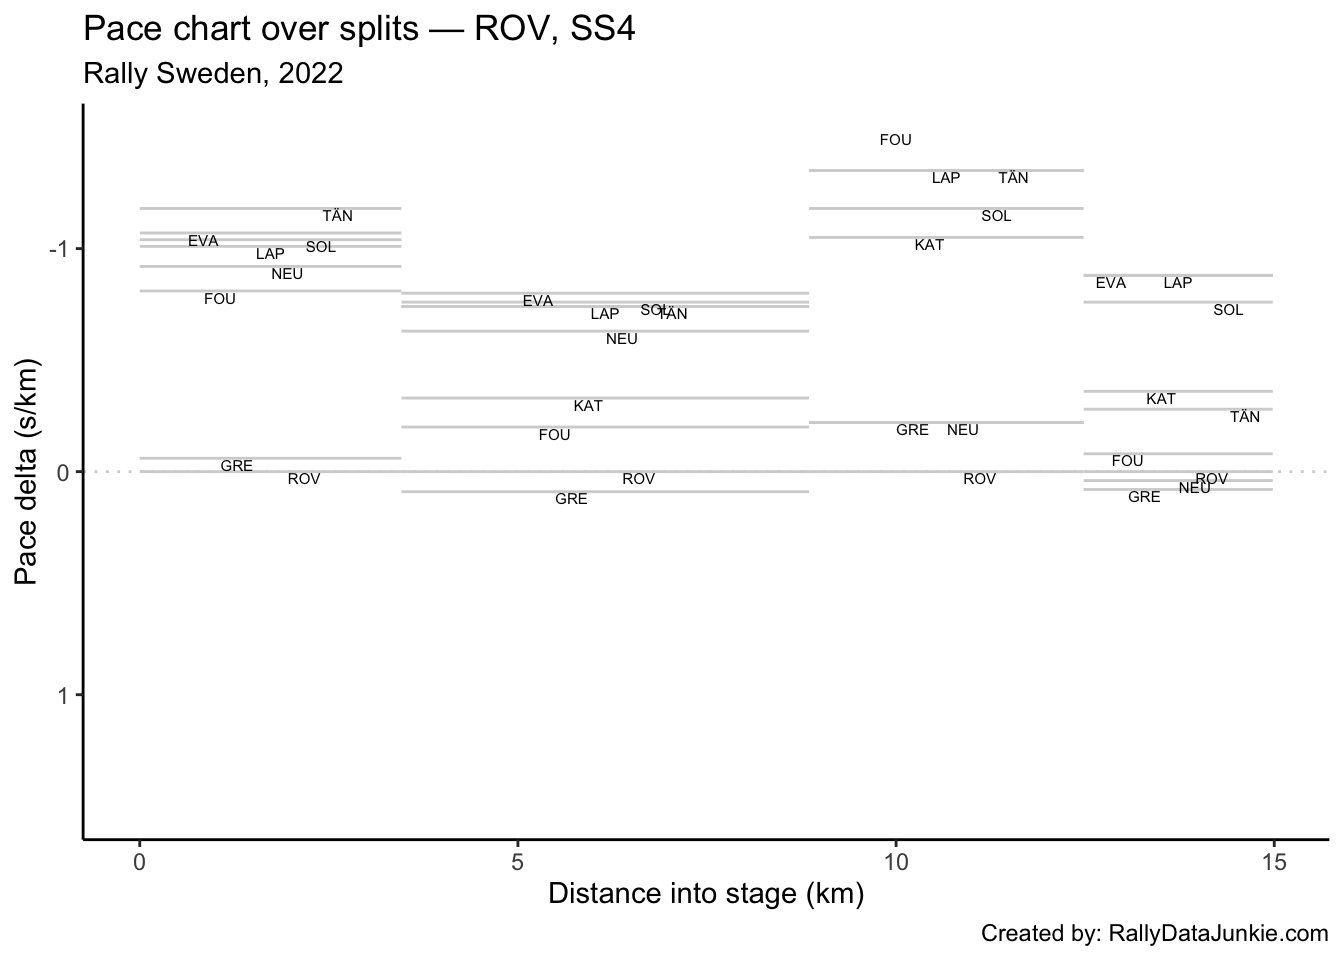 Pace chart over splits — ROV, SS4
Rally Sweden, 2022
FOU
LAP TÄN
TÄN SOL
EVA SOL KAT
-1
LAP
NEU
EVA LAP
FOU EVA
LAP SOL TÄN SOL
NEU
KAT KAT
TÄN
FOU GRE NEU
FOU
GRE
0 ROV ROV ROV ROV
NEU
GRE GRE
1
Pace delta (s/km)
0 5 10 15
Distance into stage (km)
Created by: RallyDataJunkie.com